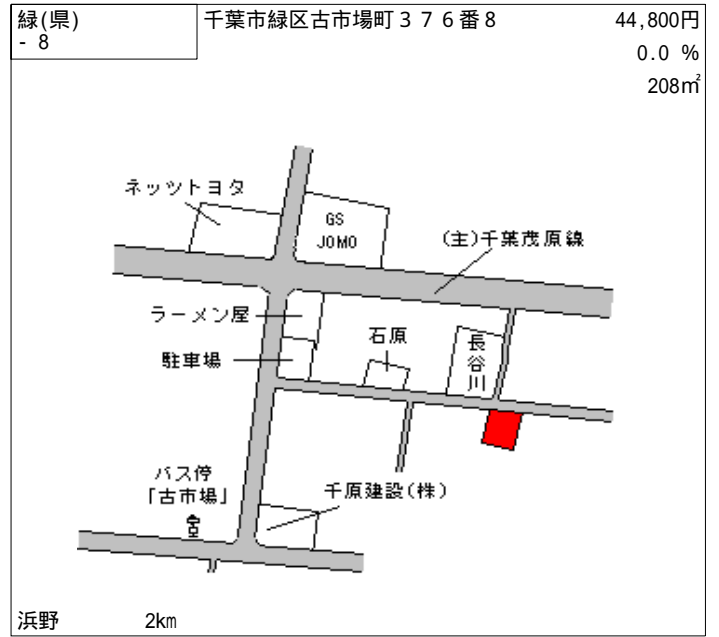 緑(県)
- 8
千葉市緑区古市場町376番8
44,800円
0.0 %
208㎡
ネッツトヨタ
GS
JOMO
(主)千葉茂原線
ラーメン屋
石原
長谷川
駐車場
バス停
「古市場」
千原建設(株)
浜野 2km